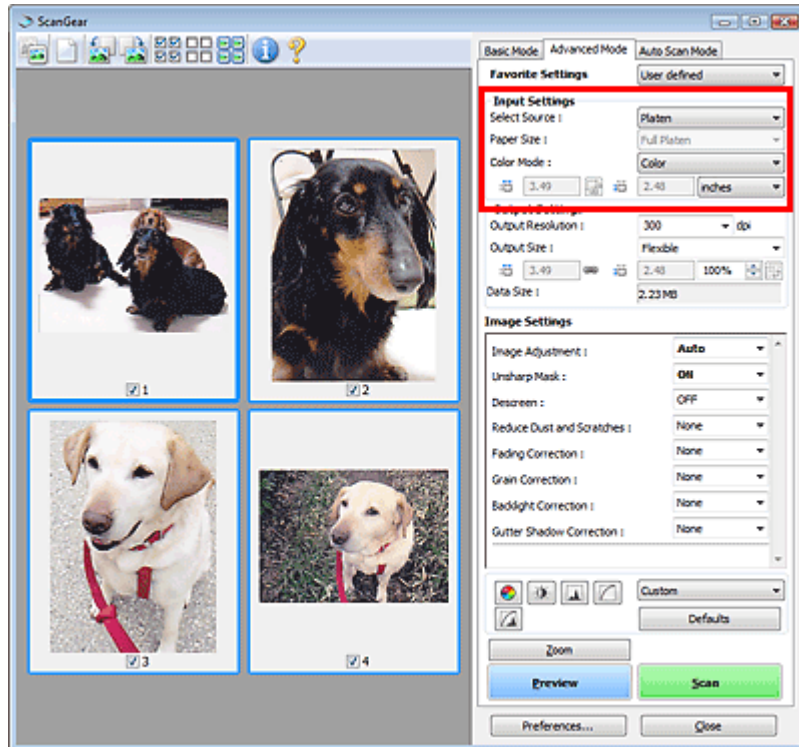 ScanGear
Basic Mode Advanced Mode Auto Scan Mode
Favorite Settings User defined
Input Settings
Select Source : Platen
Paper Size : Full Platen
Color Mode : Color
3.49 2.48 inches
Output Settings
Output Resolution : 300 dpi
Output Size : Flexible
3.49 2.48 100%
Data Size : 2.23 MB
Image Settings
Image Adjustment : Auto
Unsharp Mask : ON
Descreen : OFF
Reduce Dust and Scratches : None
Fading Correction : None
Grain Correction : None
Backlight Correction : None
Gutter Shadow Correction : None
Custom
Defaults
Zoom
Preview Scan
Preferences... Close
1
2
3
4